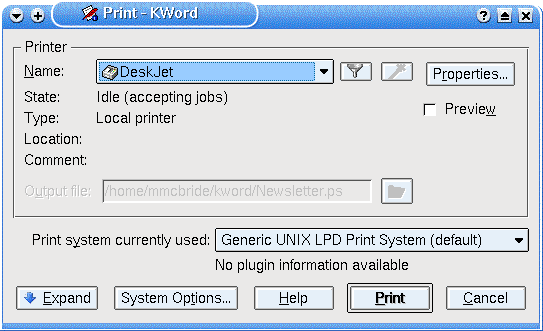 Print - KWord
Printer
Name: DeskJet Properties...
State: Idle (accepting jobs)
Type: Local printer Preview
Location:
Comment:
Output file: /home/mmcbride/kword/Newsletter.ps
Print system currently used: Generic UNIX LPD Print System (default)
No plugin information available
Expand System Options... Help Print Cancel